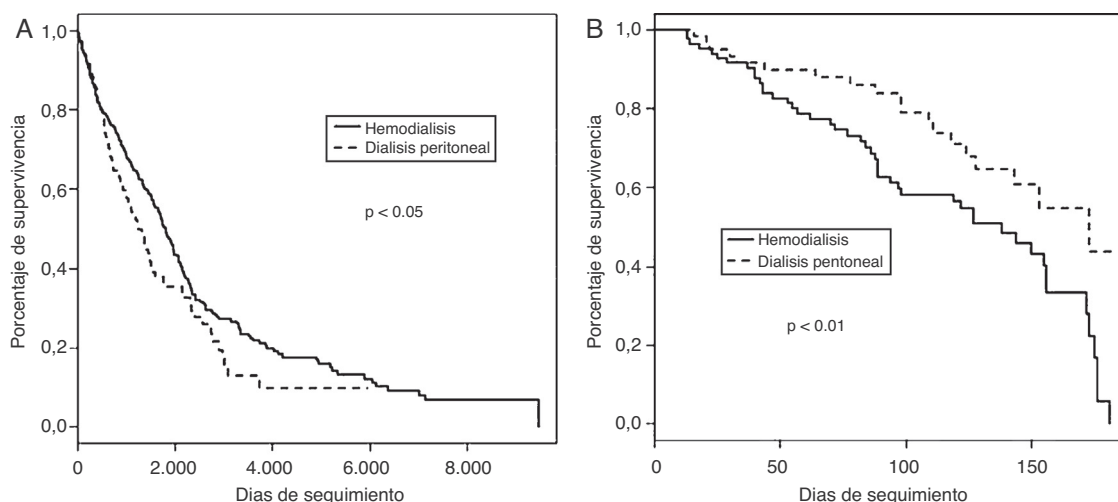 A
Porcentaje de supervivencia
1,0
0,8
0,6
0,4
0,2
0,0
Hemodialisis
Dialisis peritoneal
p < 0.05
0 2.000 4.000 6.000 8.000
Dias de seguimiento
B
Porcentaje de supervivencia
1,0
0,8
0,6
0,4
0,2
0,0
Hemodialisis
Dialisis pentoneal
p < 0.01
0 50 100 150
Dias de seguimiento